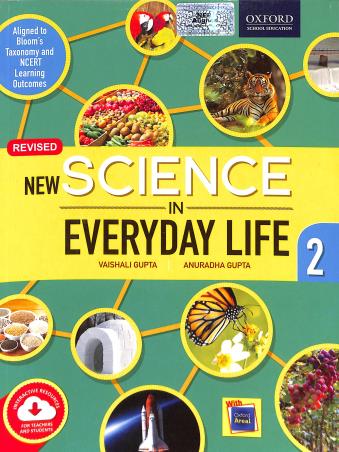 Aligned to
Bloom's
Taxonomy and
NCERT
Learning
Outcomes
OXFORD
SCHOOL EDUCATION
REVISED
NEW SCIENCE
IN
EVERYDAY LIFE
2
VAISHALI GUPTA ANURADHA GUPTA
INTERACTIVE RESOURCES
FOR TEACHERS
AND STUDENTS
With
Oxford
Areal